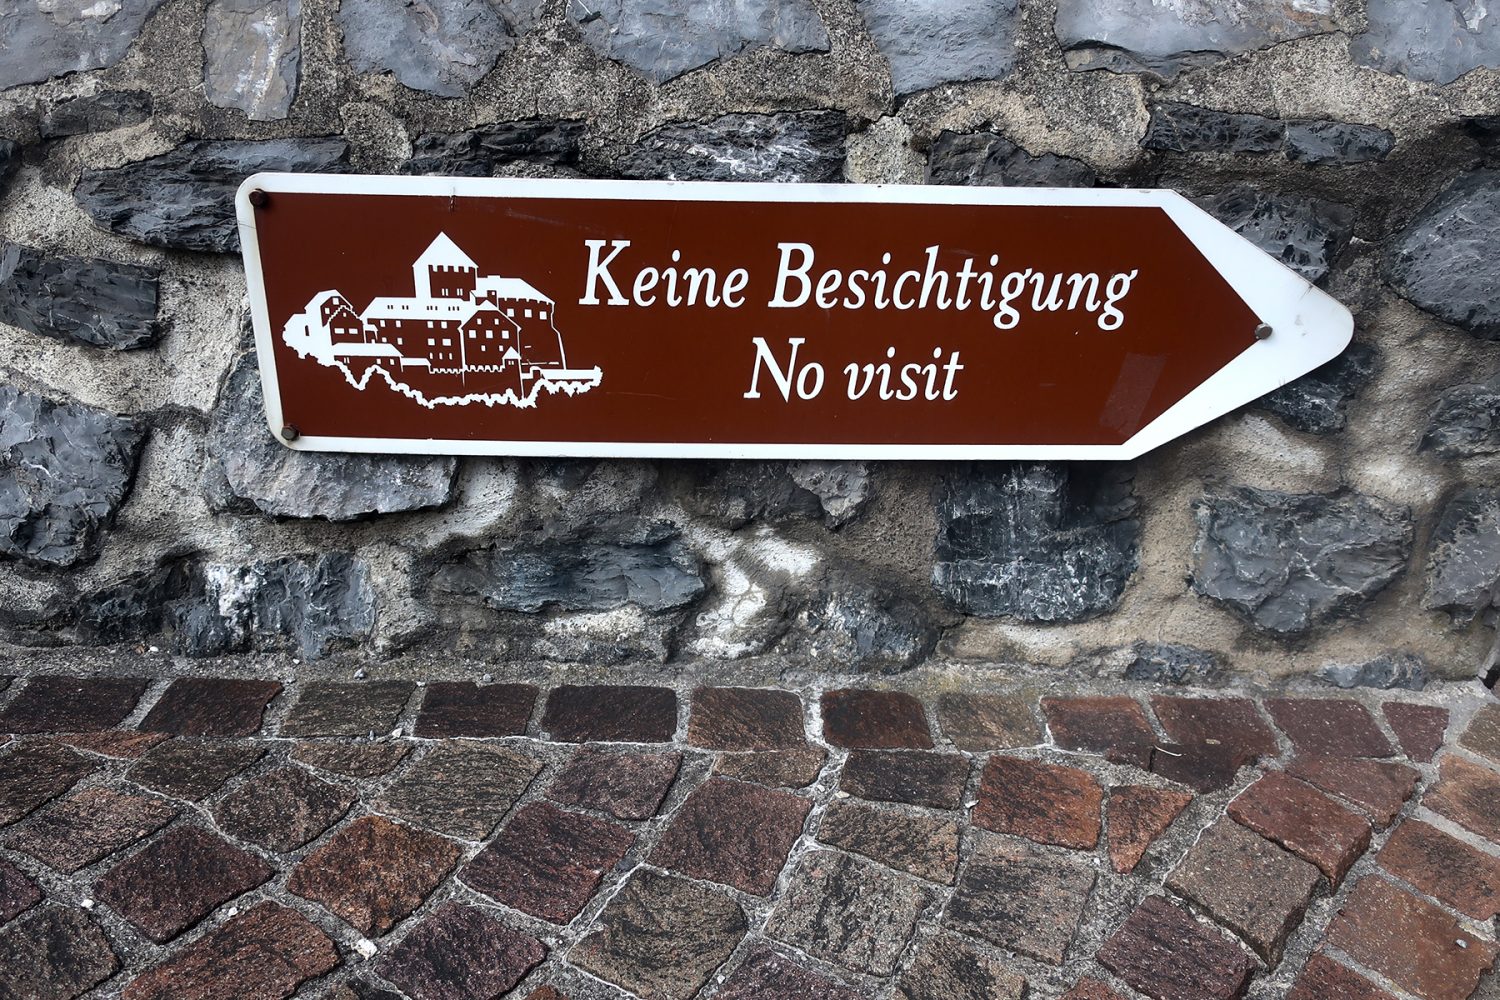 Keine Besichtigung
No visit